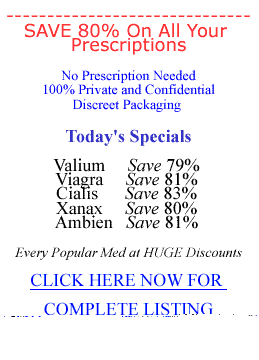 SAVE 80% On All Your
Prescriptions
No Prescription Needed
100% Private and Confidential
Discreet Packaging
Today's Specials
Valium Save 79%
Viagra Save 81%
Cialis Save 83%
Xanax Save 80%
Ambien Save 81%
Every Popular Med at HUGE Discounts
CLICK HERE NOW FOR
COMPLETE LISTING